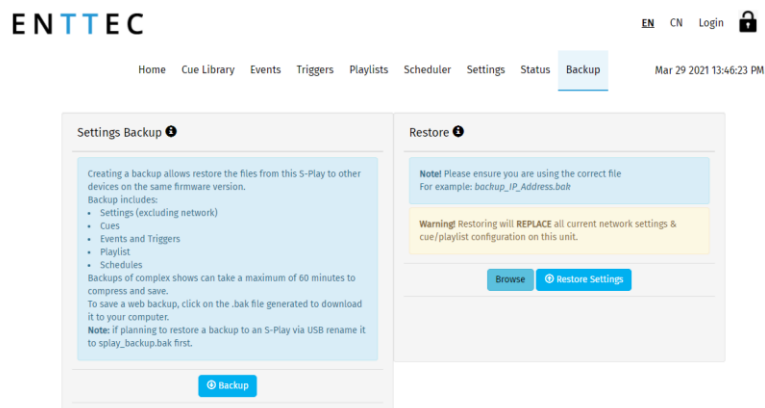 ENTTEC
EN CN Login
Home Cue Library Events Triggers Playlists Scheduler Settings Status Backup Mar 29 2021 13:46:23 PM
Settings Backup
Creating a backup allows restore the files from this S-Play to other
devices on the same firmware version.
Backup includes:
• Settings (excluding network)
• Cues
• Events and Triggers
• Playlist
• Schedules
Backups of complex shows can take a maximum of 60 minutes to
compress and save.
To save a web backup, click on the .bak file generated to download
it to your computer.
Note: if planning to restore a backup to an S-Play via USB rename it
to splay_backup.bak first.
Backup
Restore
Note! Please ensure you are using the correct file
For example: backup_IP_Address.bak
Warning! Restoring will REPLACE all current network settings &
cue/playlist configuration on this unit.
Browse Restore Settings